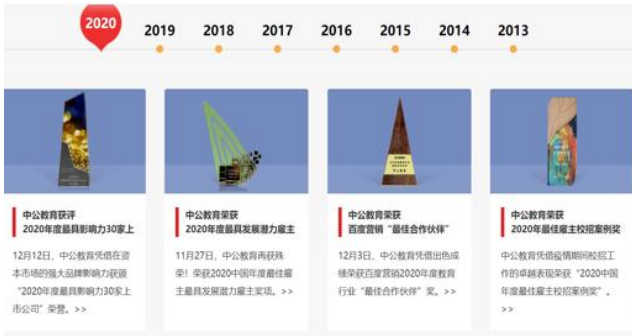 2020
2019
2018
2017
2016
2015
2014
2013
中公教育获评
2020年度最具影响力30家上
12月12日，中公教育凭借在资
本市场的强大品牌影响力获颁
“2020年度最具影响力30家上
市公司”荣誉。>>
中公教育荣获
2020年度最具发展潜力雇主
11月27日，中公教育再获殊
荣！荣获2020中国年度最佳雇
主最具发展潜力雇主奖项。>>
中公教育荣获
百度营销“最佳合作伙伴”
12月3日，中公教育凭借出色成
绩荣获百度营销2020年度教育
行业“最佳合作伙伴”奖。>>
中公教育荣获
2020年最佳雇主校招案例奖
中公教育凭借疫情期间校招工
作的卓越表现荣获“2020中国
年度最佳雇主校招案例奖”。
>>